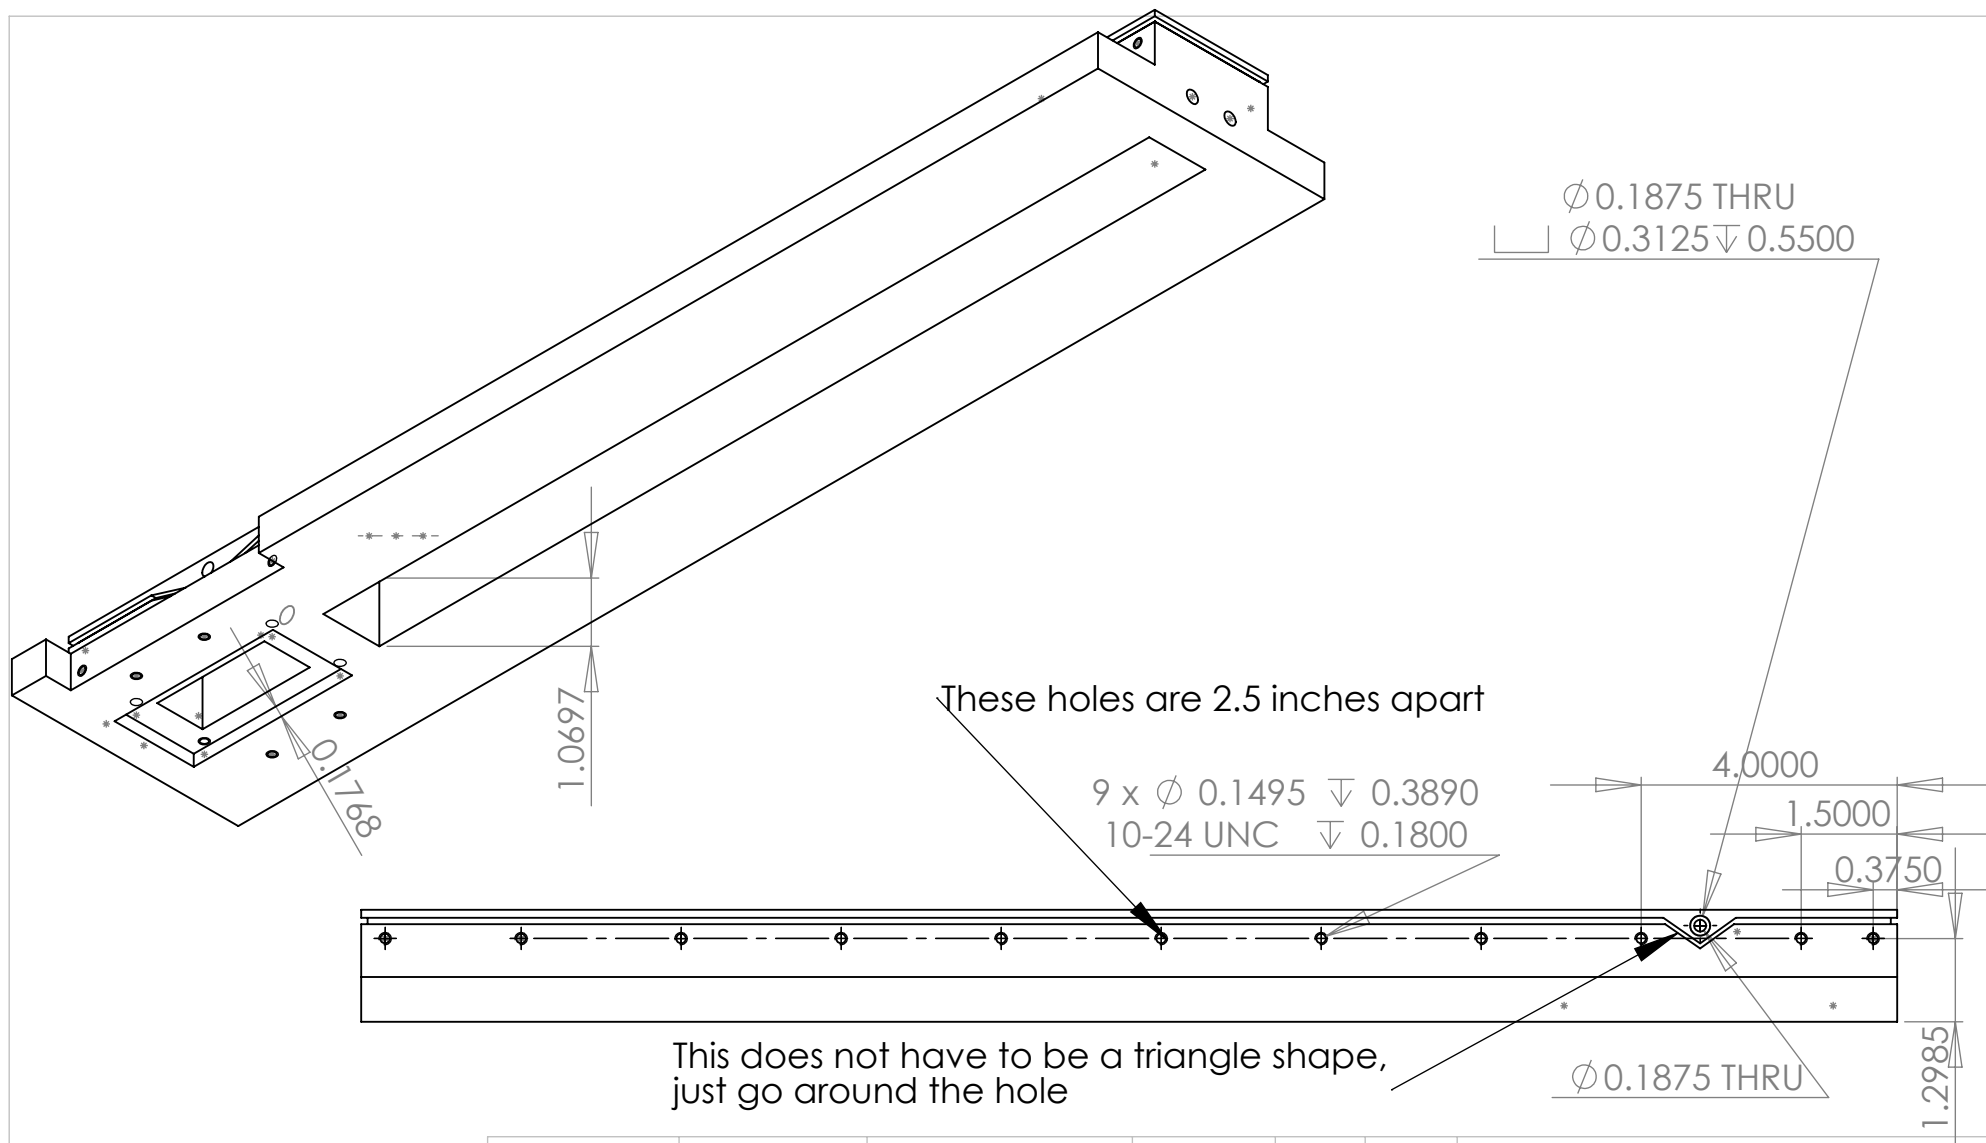 ⌀0.1875 THRU
⌴ ⌀0.3125↧0.5500
1.0697
0.1768
These holes are 2.5 inches apart
9 x ⌀ 0.1495 ↧ 0.3890
10-24 UNC ↧ 0.1800
4.0000
1.5000
0.3750
This does not have to be a triangle shape,
just go around the hole
⌀0.1875 THRU
1.2985